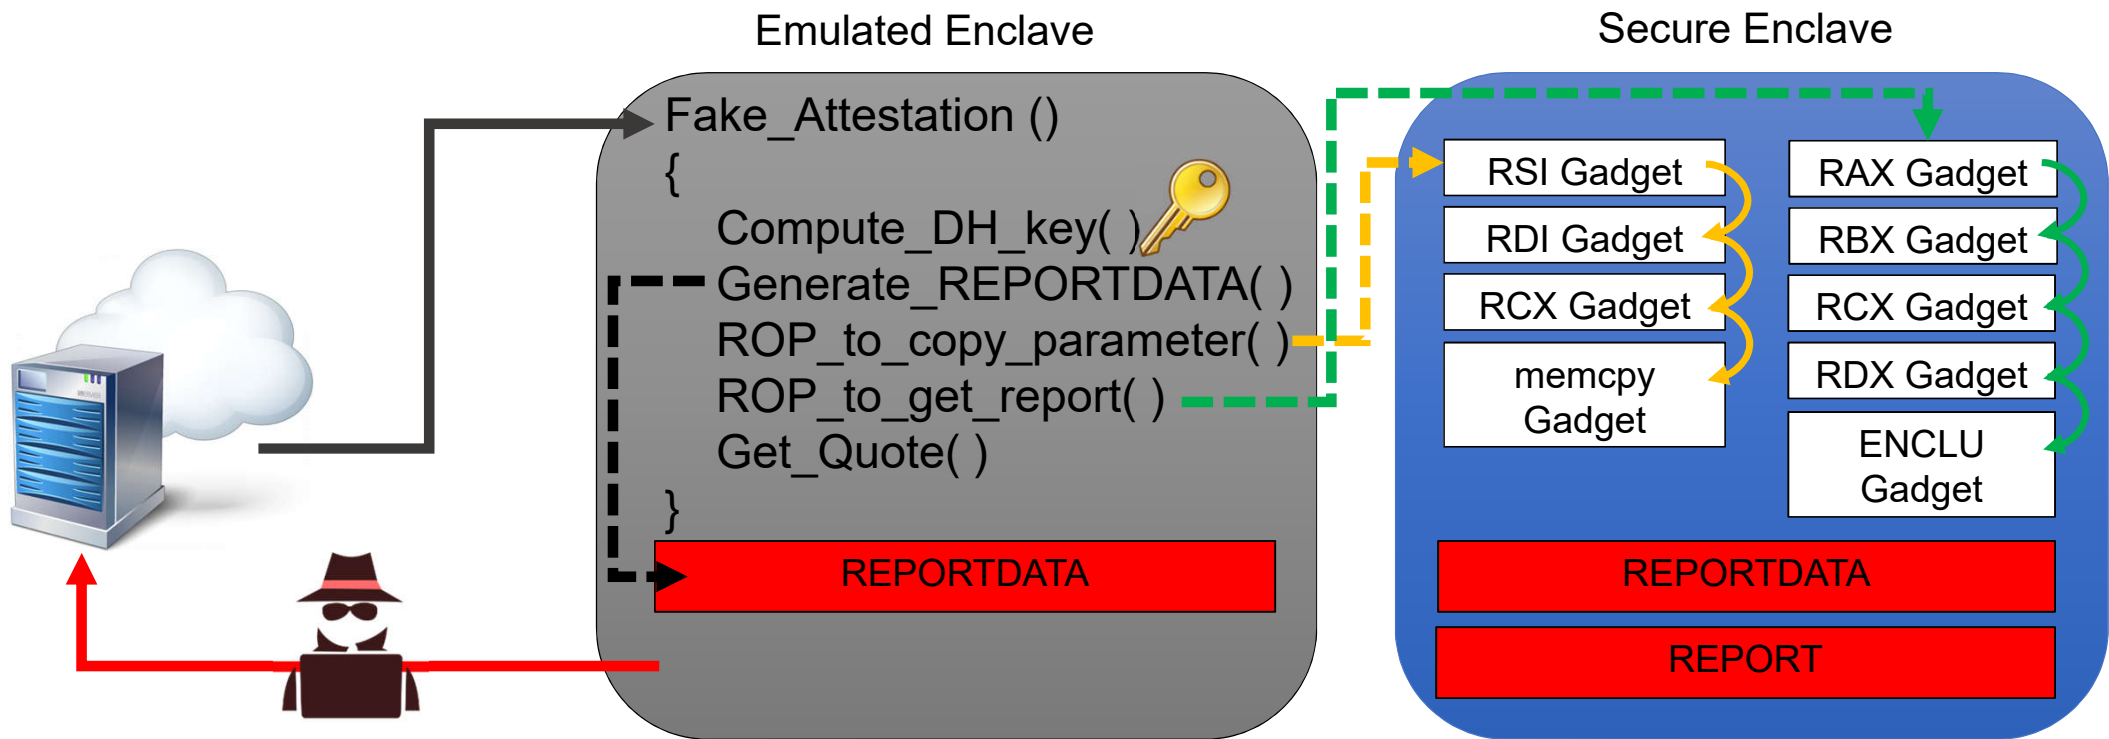 Emulated Enclave
Secure Enclave
Fake_Attestation ()
{
Compute_DH_key( )
Generate_REPORTDATA( )
ROP_to_copy_parameter( )
ROP_to_get_report( )
Get_Quote( )
}
REPORTDATA
RSI Gadget
RDI Gadget
RCX Gadget
memcpy
Gadget
RAX Gadget
RBX Gadget
RCX Gadget
RDX Gadget
ENCLU
Gadget
REPORTDATA
REPORT